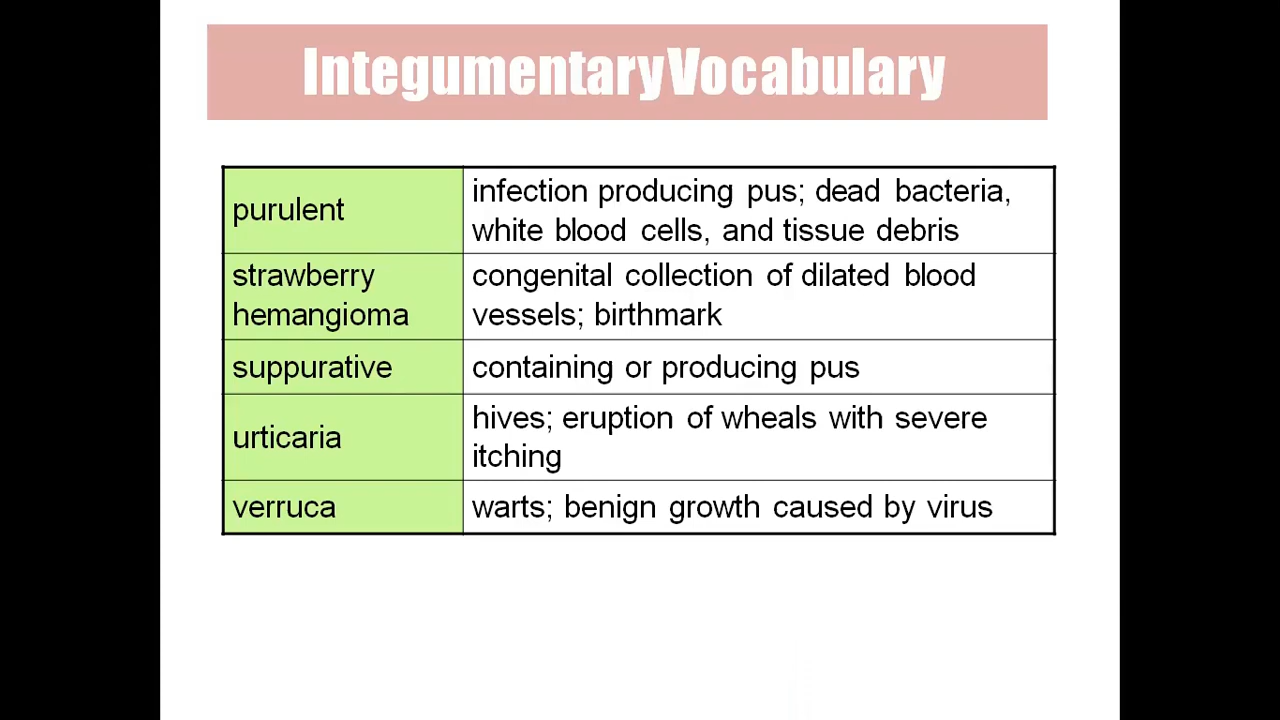 IntegumentaryVocabulary
purulent
infection producing pus; dead bacteria,
white blood cells, and tissue debris
strawberry
hemangioma
congenital collection of dilated blood
vessels; birthmark
suppurative
containing or producing pus
urticaria
hives; eruption of wheals with severe
itching
verruca
warts; benign growth caused by virus